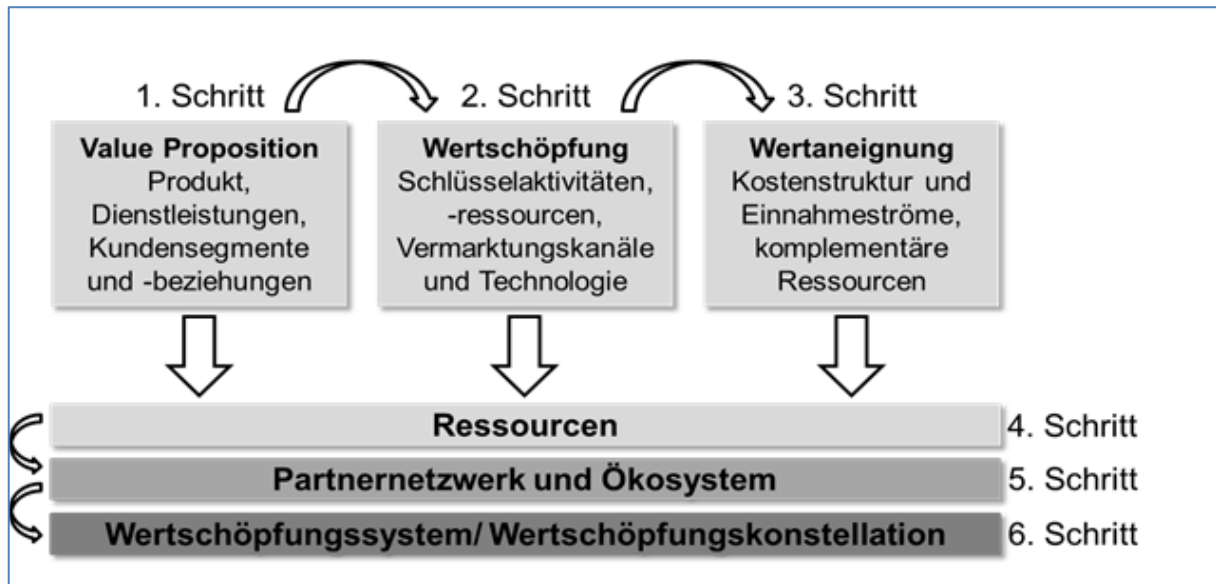 1. Schritt
2. Schritt
3. Schritt
Value Proposition
Produkt,
Dienstleistungen,
Kundensegmente
und -beziehungen
Wertschöpfung
Schlüsselaktivitäten,
-ressourcen,
Vermarktungskanäle
und Technologie
Wertaneignung
Kostenstruktur und
Einnahmeströme,
komplementäre
Ressourcen
Ressourcen
4. Schritt
Partnernetzwerk und Ökosystem
5. Schritt
Wertschöpfungssystem/ Wertschöpfungskonstellation
6. Schritt